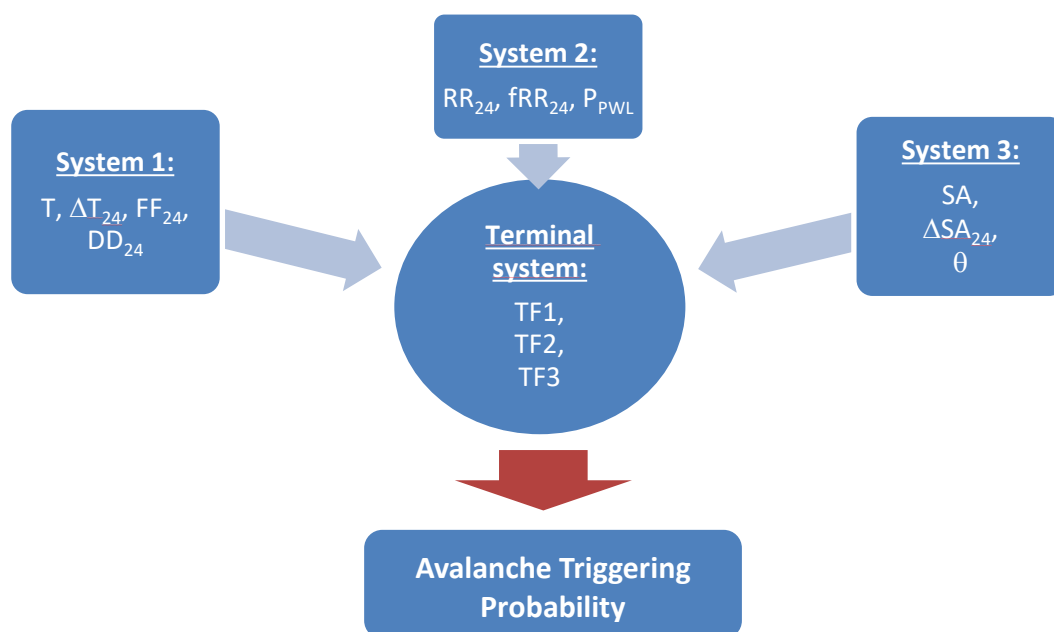 System 1:
T, ΔT₂₄, FF₂₄,
DD₂₄
System 2:
RR₂₄, fRR₂₄, P_PWL
System 3:
SA,
ΔSA₂₄,
θ
Terminal
system:
TF1,
TF2,
TF3
Avalanche Triggering
Probability